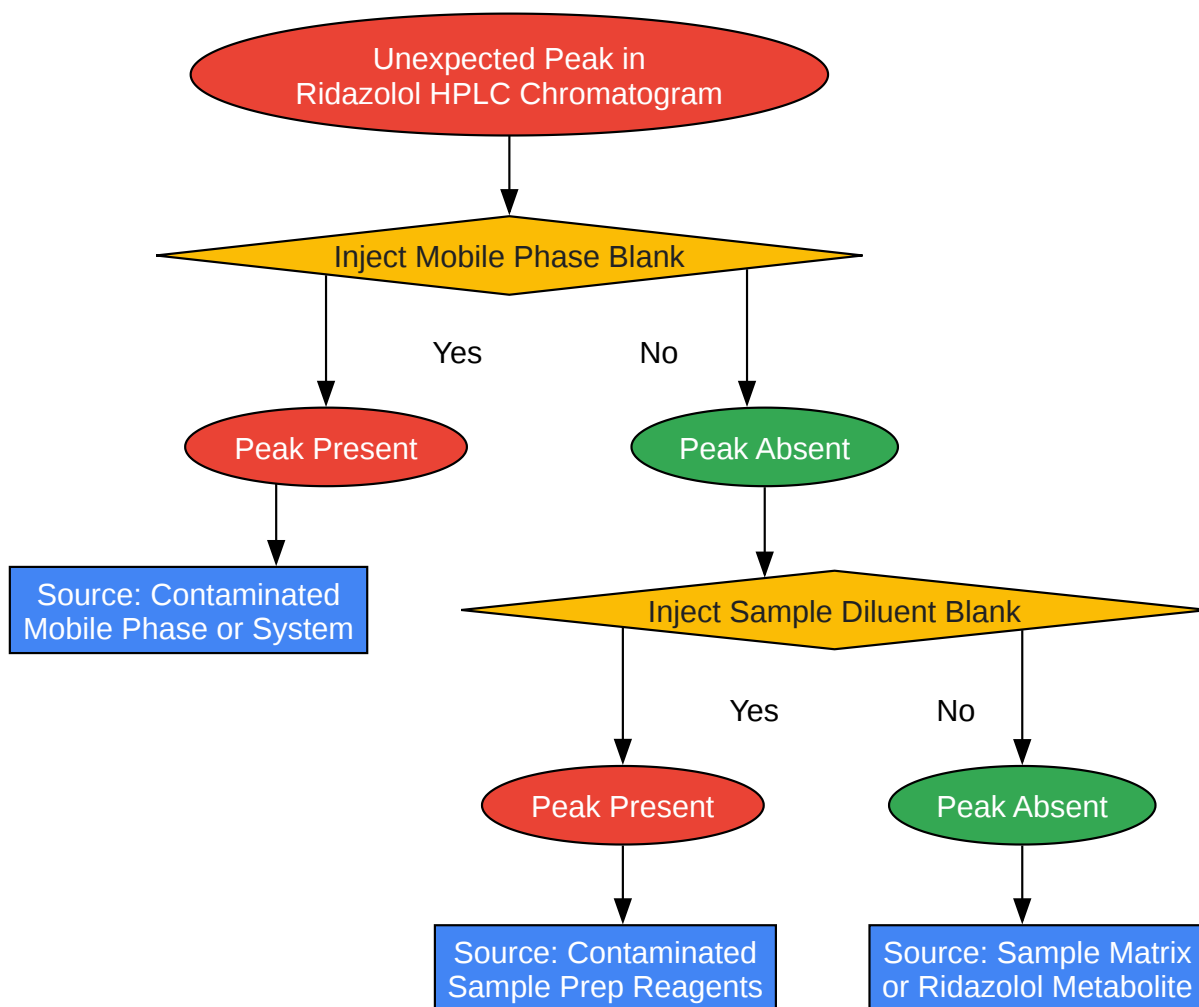 Unexpected Peak in
Ridazolol HPLC Chromatogram
Inject Mobile Phase Blank
Yes
No
Peak Present
Peak Absent
Source: Contaminated
Mobile Phase or System
Inject Sample Diluent Blank
Yes
No
Peak Present
Peak Absent
Source: Contaminated
Sample Prep Reagents
Source: Sample Matrix
or Ridazolol Metabolite